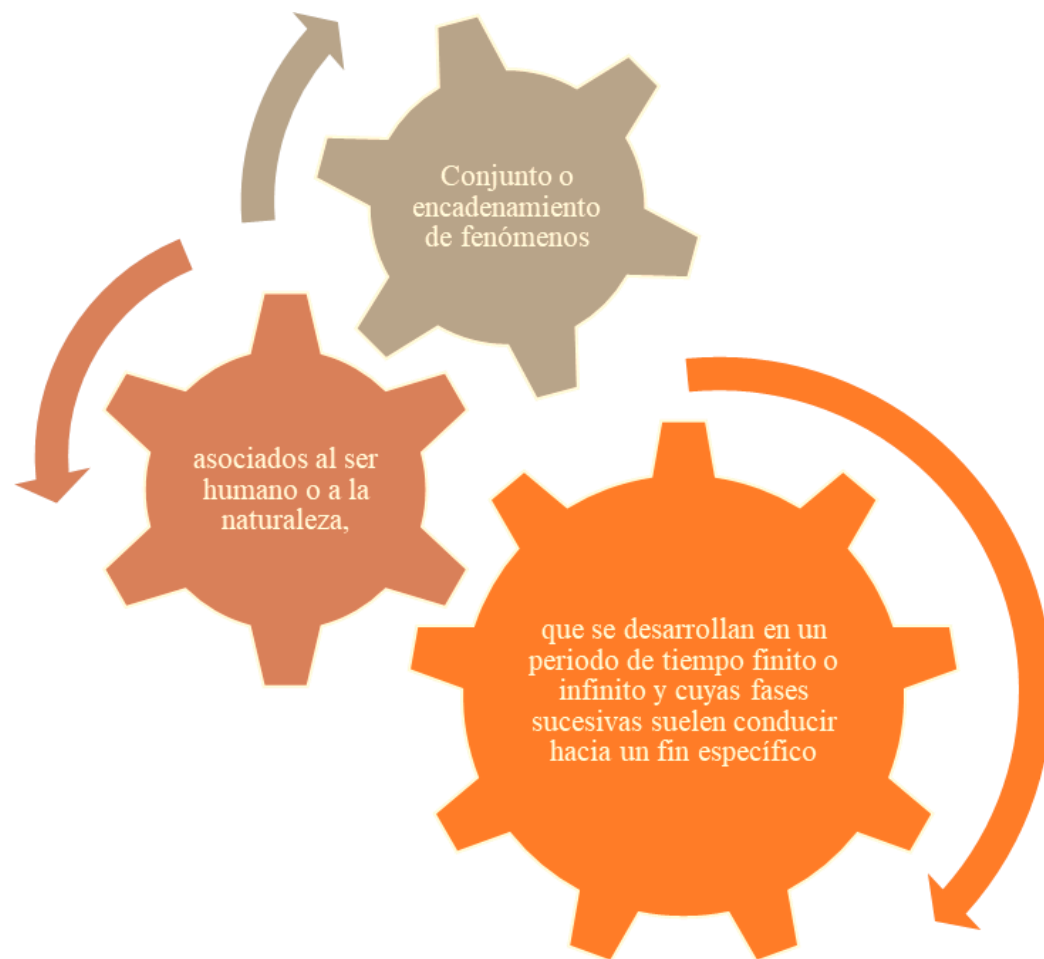 Conjunto o
encadenamiento
de fenómenos
asociados al ser
humano o a la
naturaleza,
que se desarrollan en un
periodo de tiempo finito o
infinito y cuyas fases
sucesivas suelen conducir
hacia un fin específico